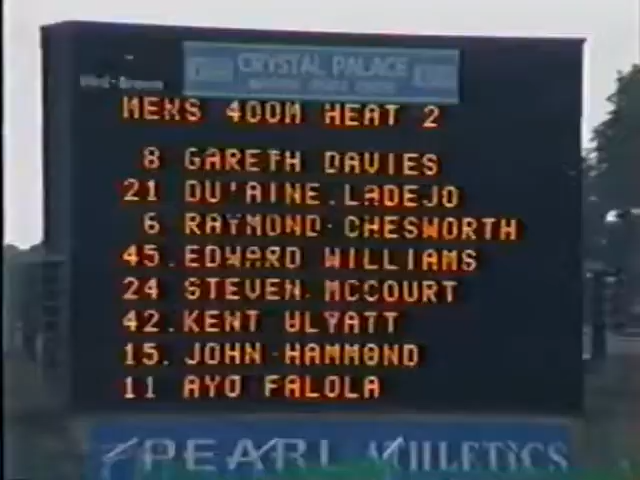 CRYSTAL PALACE
MENS 400M HEAT 2
8 GARETH DAVIES
21 DU'AINE.LADEJO
6 RAYMOND CHESWORTH
45.EDWARD WILLIAMS
24 STEVEN MCCOURT
42.KENT ULYATT
15. JOHN HAMMOND
11 AYO FALOLA
PEARL ATHLETICS